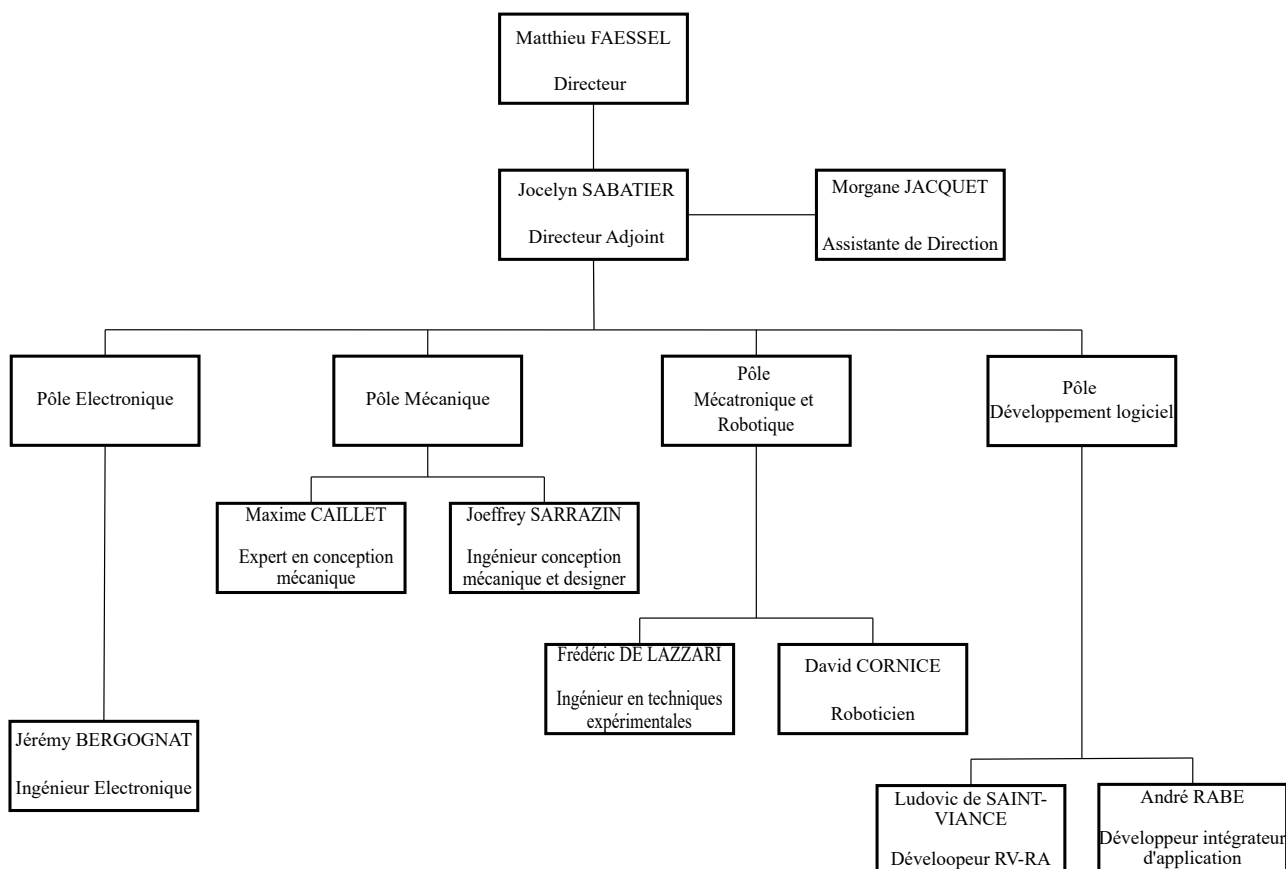 Matthieu FAESSEL
Directeur
Jocelyn SABATIER
Directeur Adjoint
Morgane JACQUET
Assistante de Direction
Pôle Electronique
Pôle Mécanique
Pôle
Mécatronique et
Robotique
Pôle
Développement logiciel
Maxime CAILLET
Expert en conception
mécanique
Joeffrey SARRAZIN
Ingénieur conception
mécanique et designer
Frédéric DE LAZZARI
Ingénieur en techniques
expérimentales
David CORNICE
Roboticien
Jérémy BERGOGNAT
Ingénieur Electronique
Ludovic de SAINT-
VIANCE
Dévéloopeur RV-RA
André RABE
Développeur intégrateur
d'application